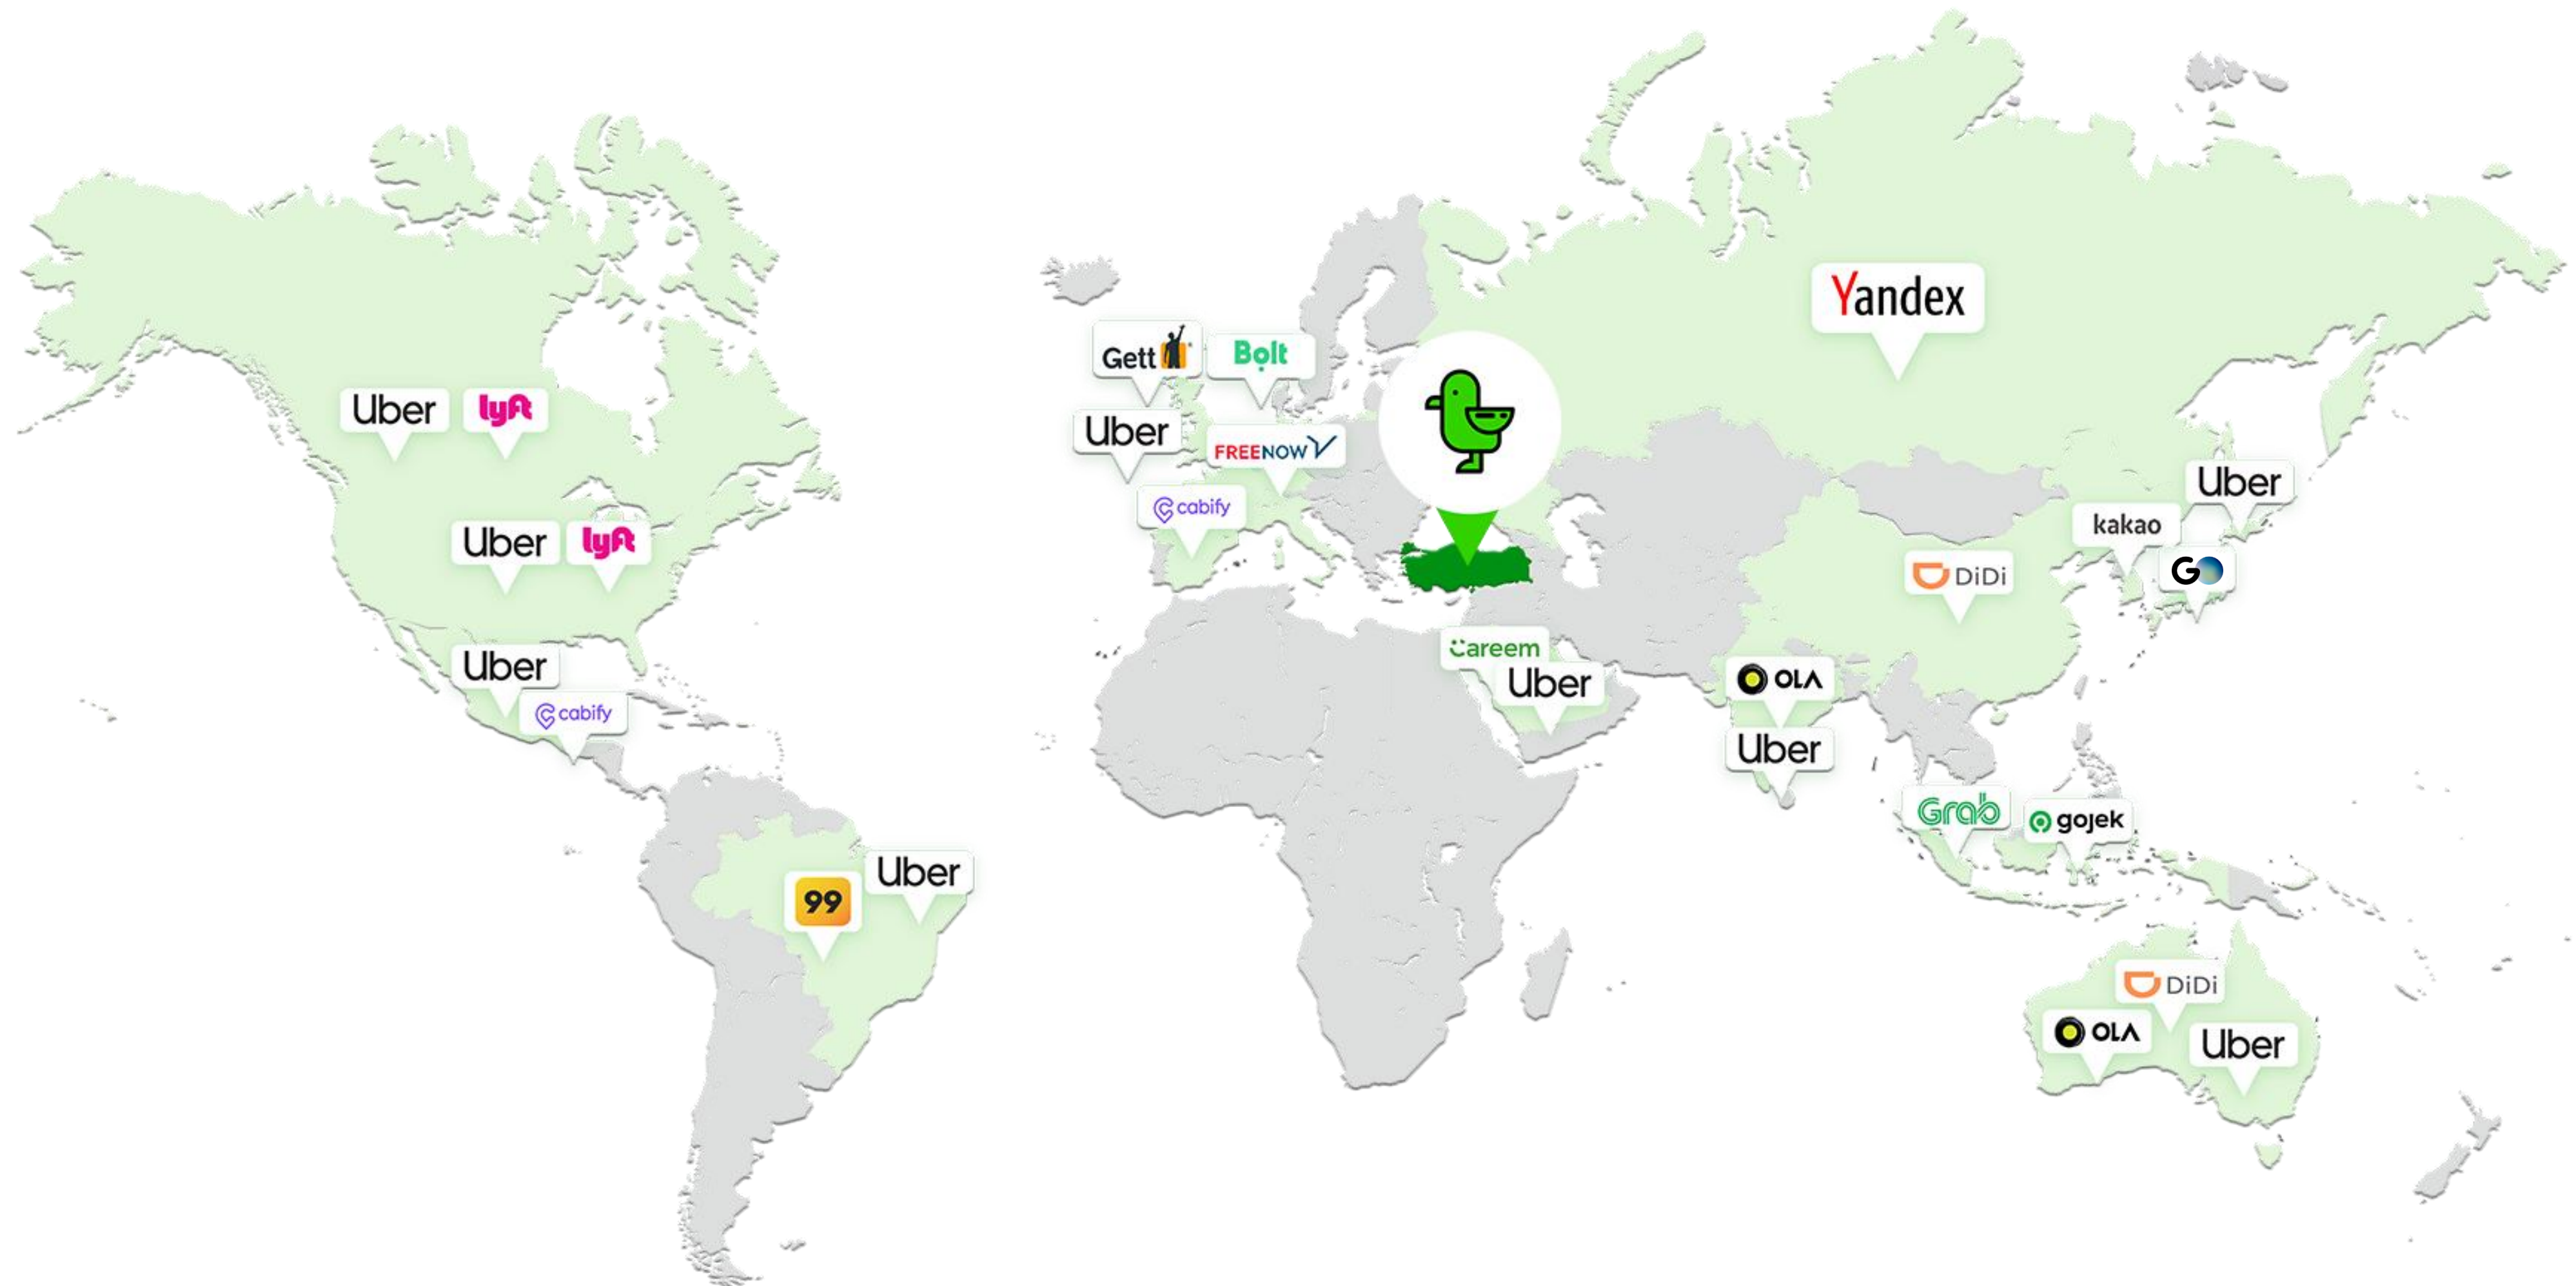 Uber
lyft
Uber
lyft
Uber
cabify
99
Uber
Gett
Bolt
Uber
FREENOW
cabify
Yandex
Careem
Uber
Uber
kakao
GO
DiDi
OLA
Uber
Grab
gojek
DiDi
OLA
Uber